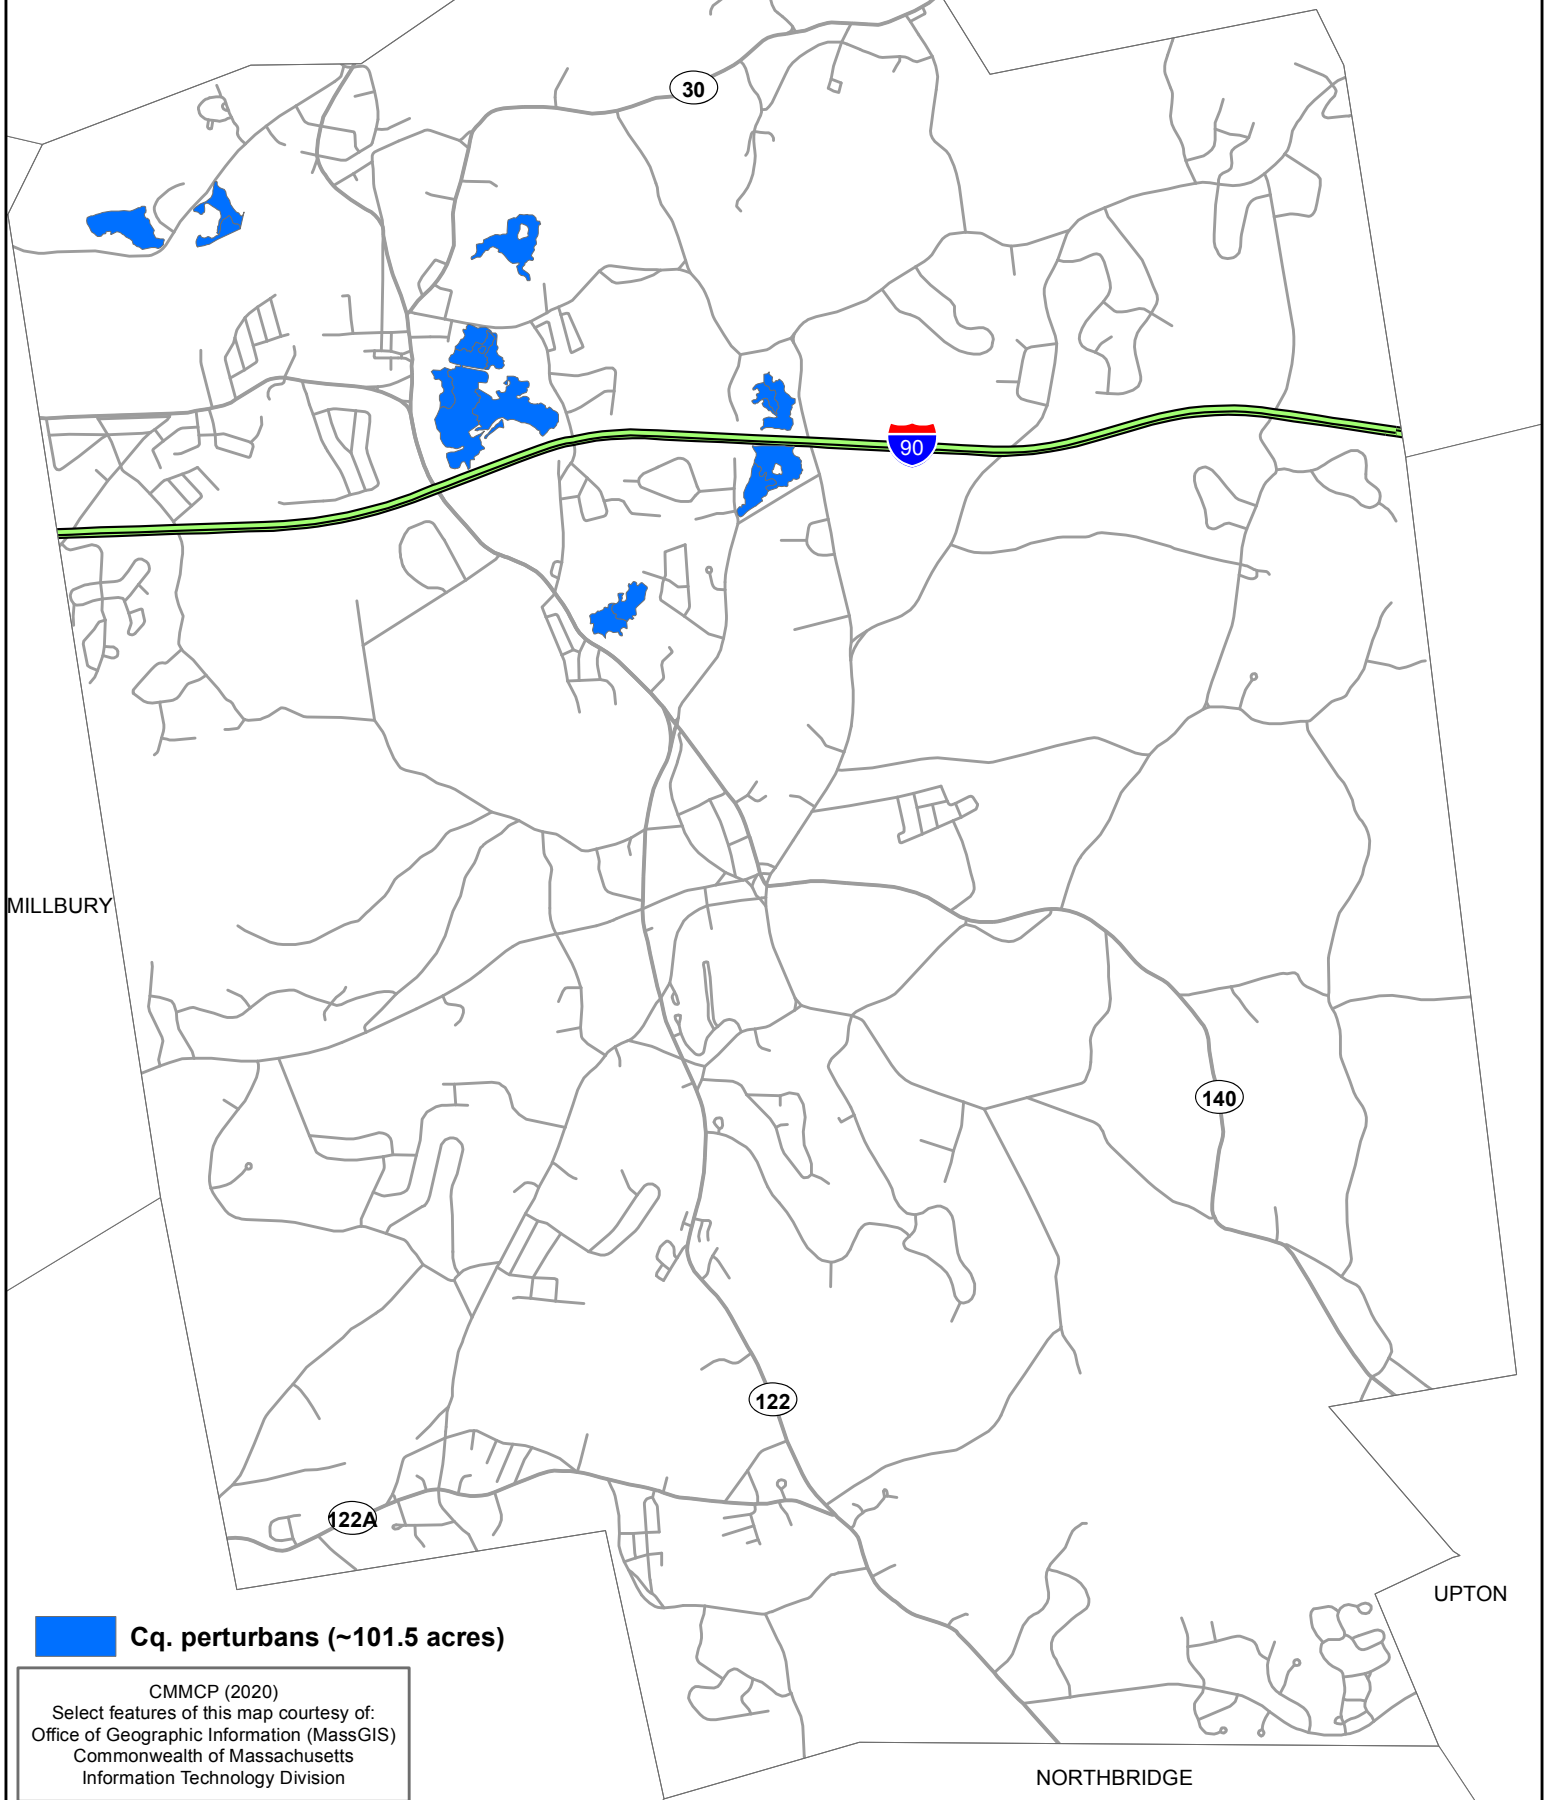 30
90
MILLBURY
140
122
122A
UPTON
Cq. perturbans (~101.5 acres)
CMMCP (2020)
Select features of this map courtesy of:
Office of Geographic Information (MassGIS)
Commonwealth of Massachusetts
Information Technology Division
NORTHBRIDGE